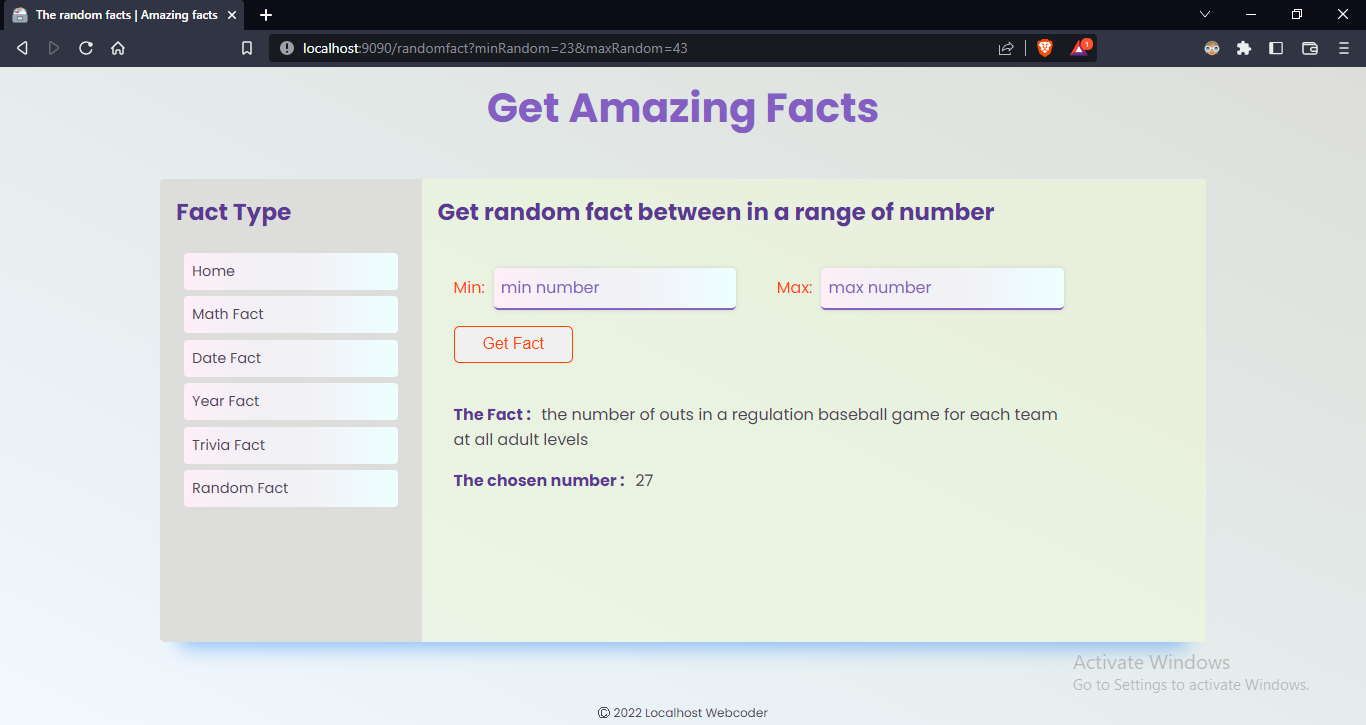 The random facts | Amazing facts
localhost:9090/randomfact?minRandom=23&maxRandom=43
1
Get Amazing Facts
Fact Type
Home
Math Fact
Date Fact
Year Fact
Trivia Fact
Random Fact
Get random fact between in a range of number
Min: min number Max: max number
Get Fact
The Fact : the number of outs in a regulation baseball game for each team
at all adult levels
The chosen number : 27
Activate Windows
Go to Settings to activate Windows.
© 2022 Localhost Webcoder